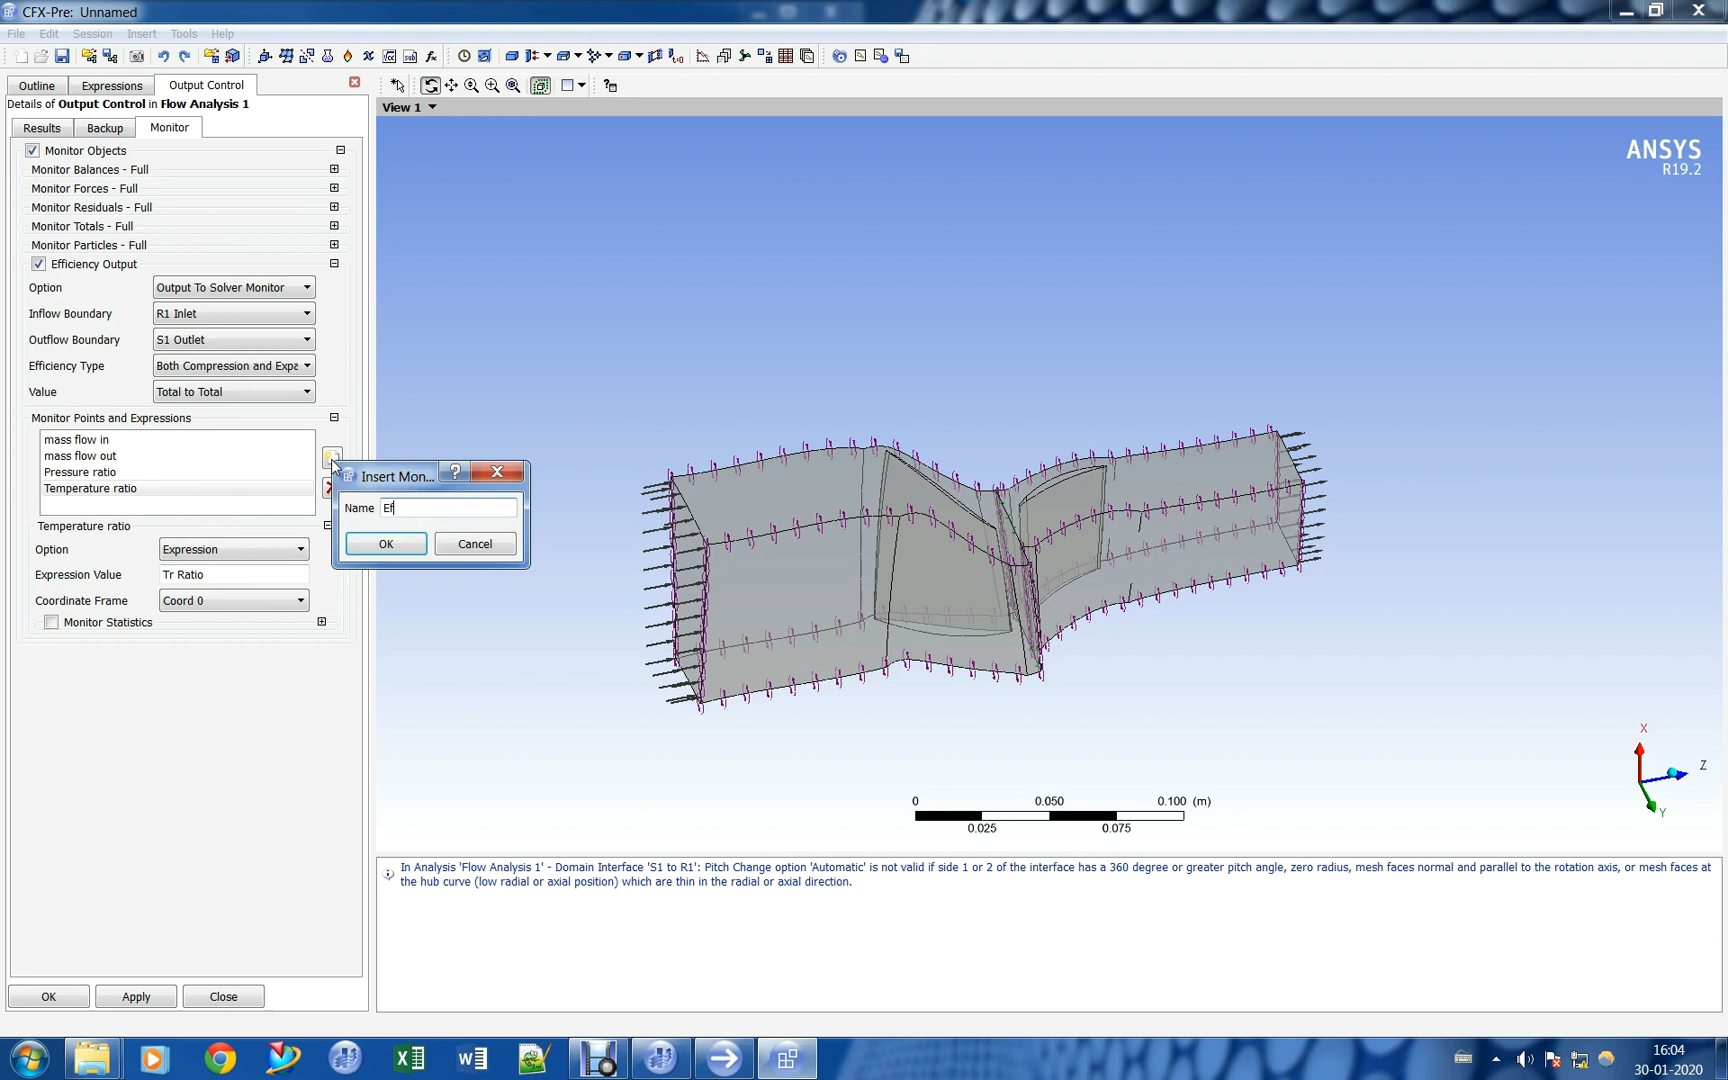 CFX-Pre: Unnamed
File Edit Session Insert Tools Help
Outline Expressions Output Control
Details of Output Control in Flow Analysis 1
Results Backup Monitor
Monitor Objects
Monitor Balances - Full
Monitor Forces - Full
Monitor Residuals - Full
Monitor Totals - Full
Monitor Particles - Full
Efficiency Output
Option Output To Solver Monitor
Inflow Boundary R1 Inlet
Outflow Boundary S1 Outlet
Efficiency Type Both Compression and Expa
Value Total to Total
Monitor Points and Expressions
mass flow in
mass flow out
Pressure ratio
Temperature ratio
Temperature ratio
Option Expression
Expression Value Tr Ratio
Coordinate Frame Coord 0
Monitor Statistics
OK Apply Close
Insert Mon...
Name Ef
OK Cancel
View 1
ANSYS
R19.2
X
Z
Y
0 0.050 0.100 (m)
0.025 0.075
In Analysis 'Flow Analysis 1' - Domain Interface 'S1 to R1': Pitch Change option 'Automatic' is not valid if side 1 or 2 of the interface has a 360 degree or greater pitch angle, zero radius, mesh faces normal and parallel to the rotation axis, or mesh faces at
the hub curve (low radial or axial position) which are thin in the radial or axial direction.
16:04
30-01-2020